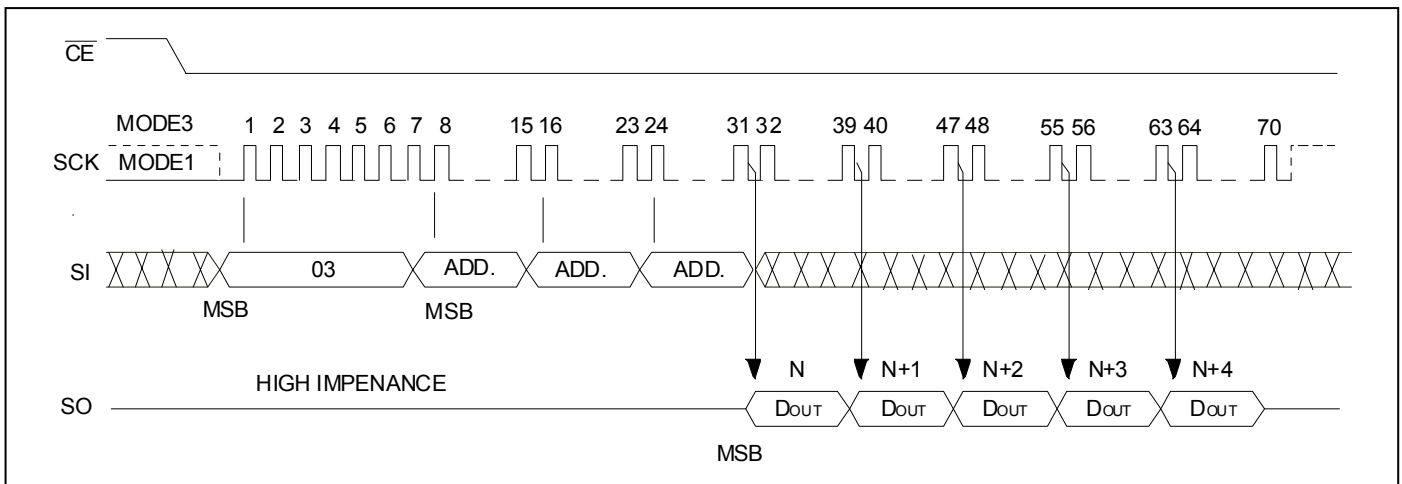 CE
MODE3 1 2 3 4 5 6 7 8 15 16 23 24 31 32 39 40 47 48 55 56 63 64 70
SCK MODE1
SI 03 ADD. ADD. ADD.
MSB MSB
HIGH IMPENANCE N N+1 N+2 N+3 N+4
SO DOUT DOUT DOUT DOUT DOUT
MSB